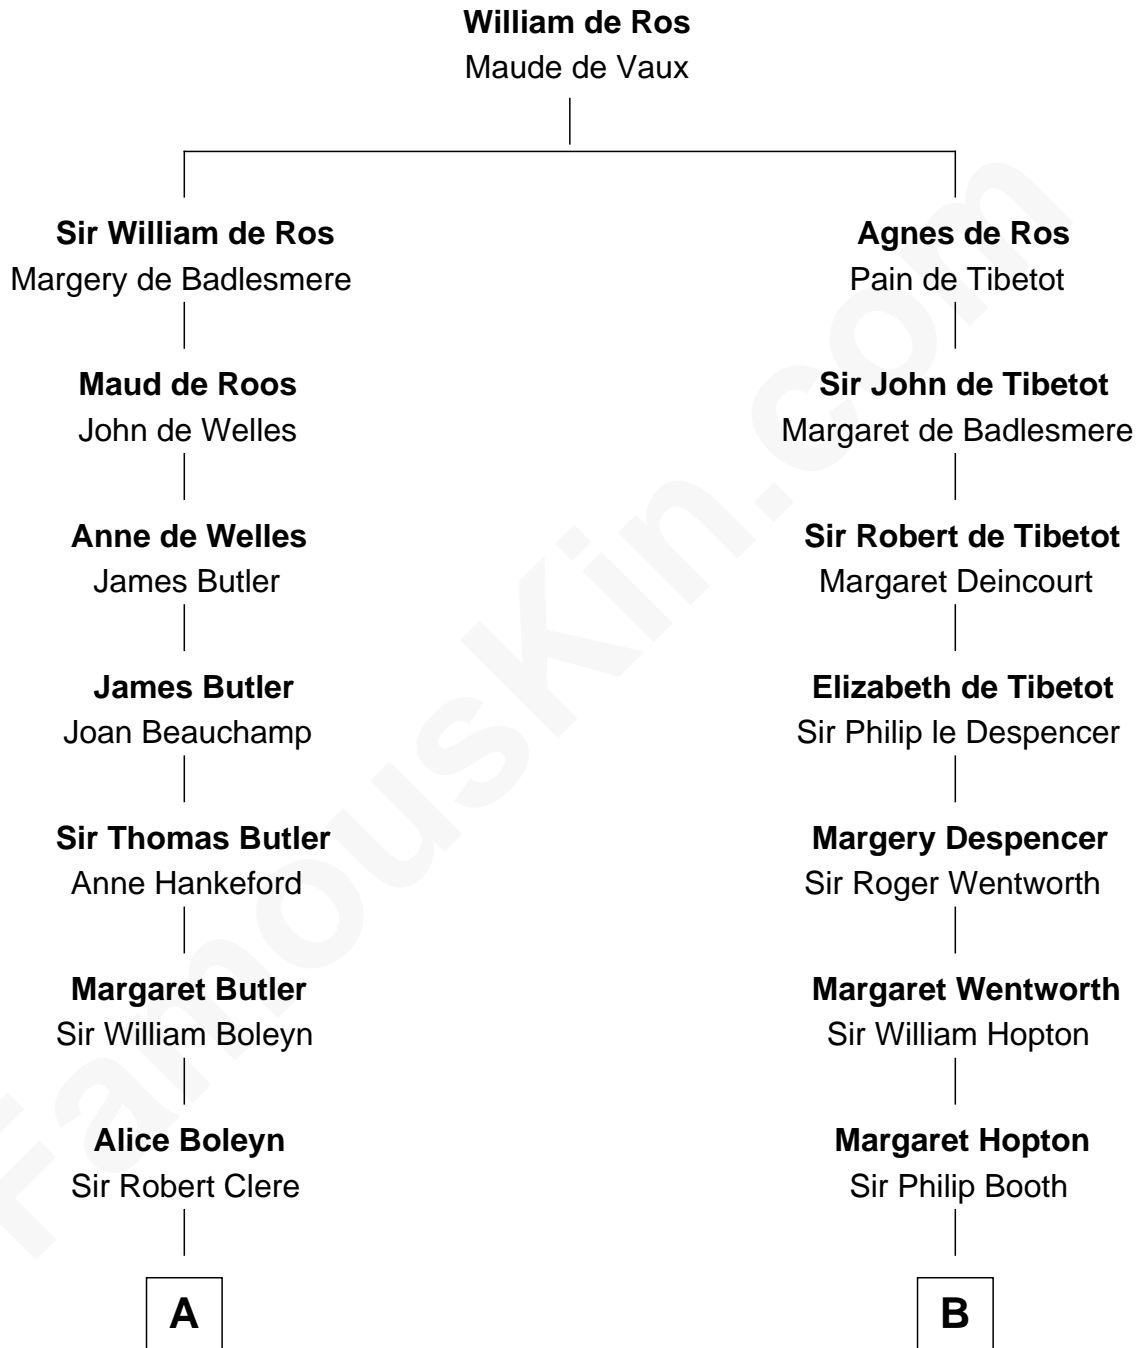 William de Ros
Maude de Vaux
Sir William de Ros
Margery de Badlesmere
Maud de Roos
John de Welles
Anne de Welles
James Butler
James Butler
Joan Beauchamp
Sir Thomas Butler
Anne Hankeford
Margaret Butler
Sir William Boleyn
Alice Boleyn
Sir Robert Clere
A
Agnes de Ros
Pain de Tibetot
Sir John de Tibetot
Margaret de Badlesmere
Sir Robert de Tibetot
Margaret Deincourt
Elizabeth de Tibetot
Sir Philip le Despencer
Margery Despencer
Sir Roger Wentworth
Margaret Wentworth
Sir William Hopton
Margaret Hopton
Sir Philip Booth
B
FamousKin.com